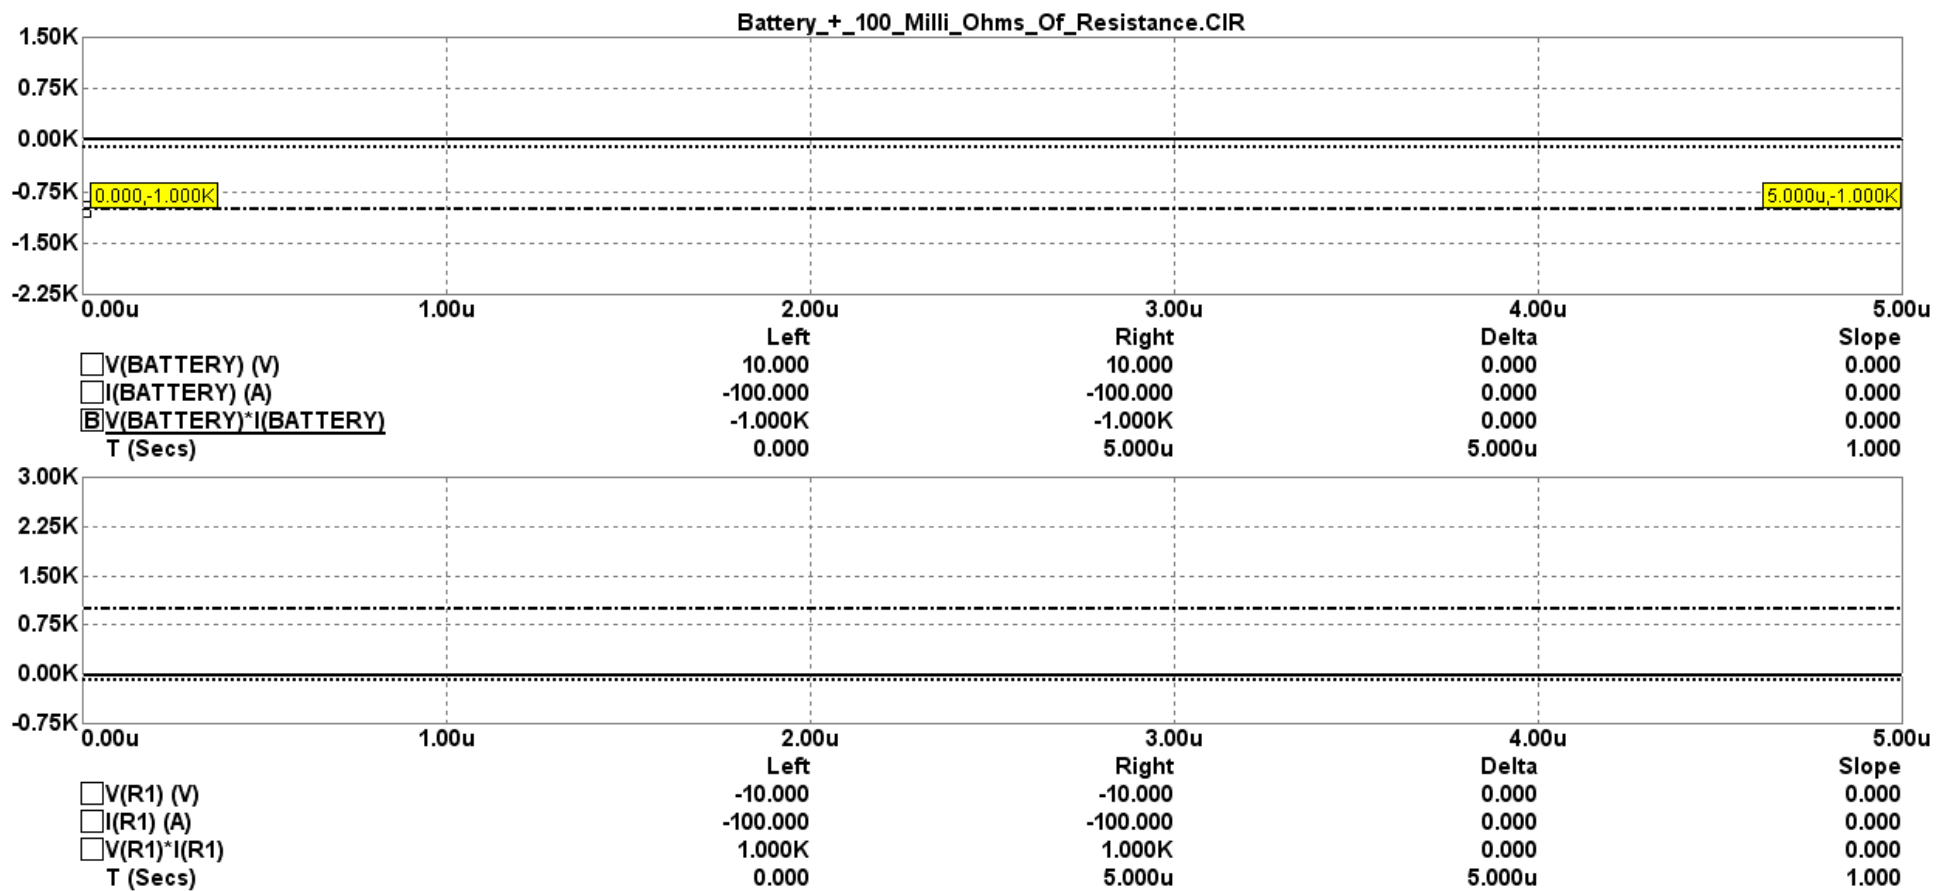 Battery_+_100_Milli_Ohms_Of_Resistance.CIR
1.50K
0.75K
0.00K
-0.75K
0.000,-1.000K 5.000u,-1.000K
-1.50K
-2.25K
0.00u 1.00u 2.00u 3.00u 4.00u 5.00u
Left Right Delta Slope
V(BATTERY) (V) 10.000 10.000 0.000 0.000
I(BATTERY) (A) -100.000 -100.000 0.000 0.000
B V(BATTERY)*I(BATTERY) -1.000K -1.000K 0.000 0.000
T (Secs) 0.000 5.000u 5.000u 1.000
3.00K
2.25K
1.50K
0.75K
0.00K
-0.75K
0.00u 1.00u 2.00u 3.00u 4.00u 5.00u
Left Right Delta Slope
V(R1) (V) -10.000 -10.000 0.000 0.000
I(R1) (A) -100.000 -100.000 0.000 0.000
V(R1)*I(R1) 1.000K 1.000K 0.000 0.000
T (Secs) 0.000 5.000u 5.000u 1.000